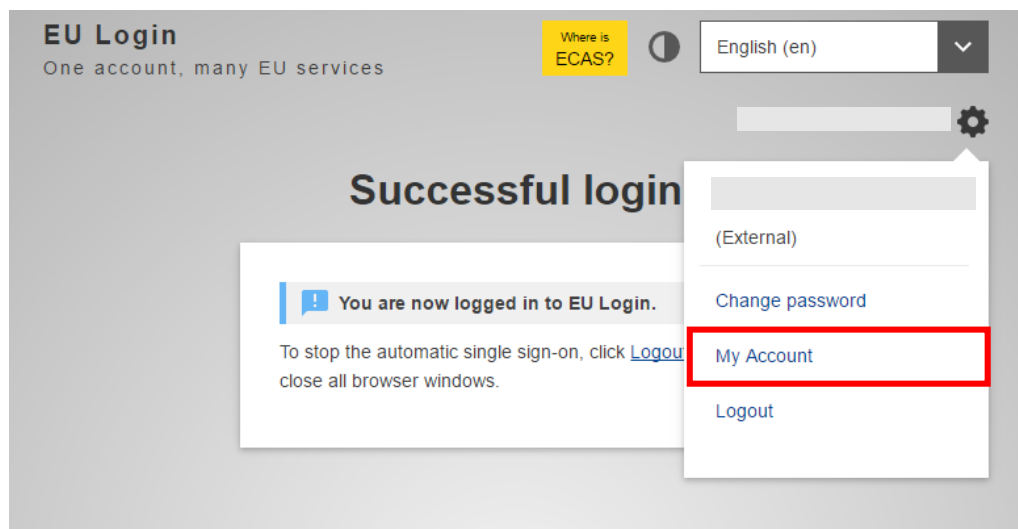 EU Login
One account, many EU services
Where is
ECAS?
English (en)
Successful login
(External)
Change password
My Account
Logout
You are now logged in to EU Login.
To stop the automatic single sign-on, click Logou
close all browser windows.